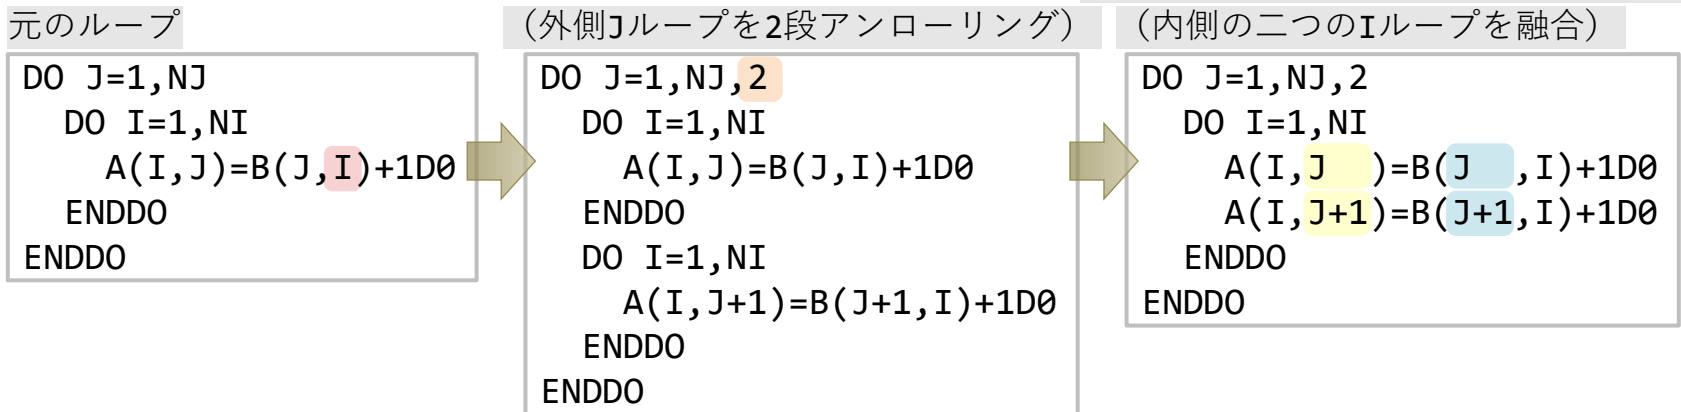 元のループ
DO J=1,NJ
DO I=1,NI
A(I,J)=B(J,I)+1D0
ENDDO
ENDDO
（外側Jループを2段アンローリング）
DO J=1,NJ,2
DO I=1,NI
A(I,J)=B(J,I)+1D0
ENDDO
DO I=1,NI
A(I,J+1)=B(J+1,I)+1D0
ENDDO
ENDDO
（内側の二つのIループを融合）
DO J=1,NJ,2
DO I=1,NI
A(I,J  )=B(J  ,I)+1D0
A(I,J+1)=B(J+1,I)+1D0
ENDDO
ENDDO